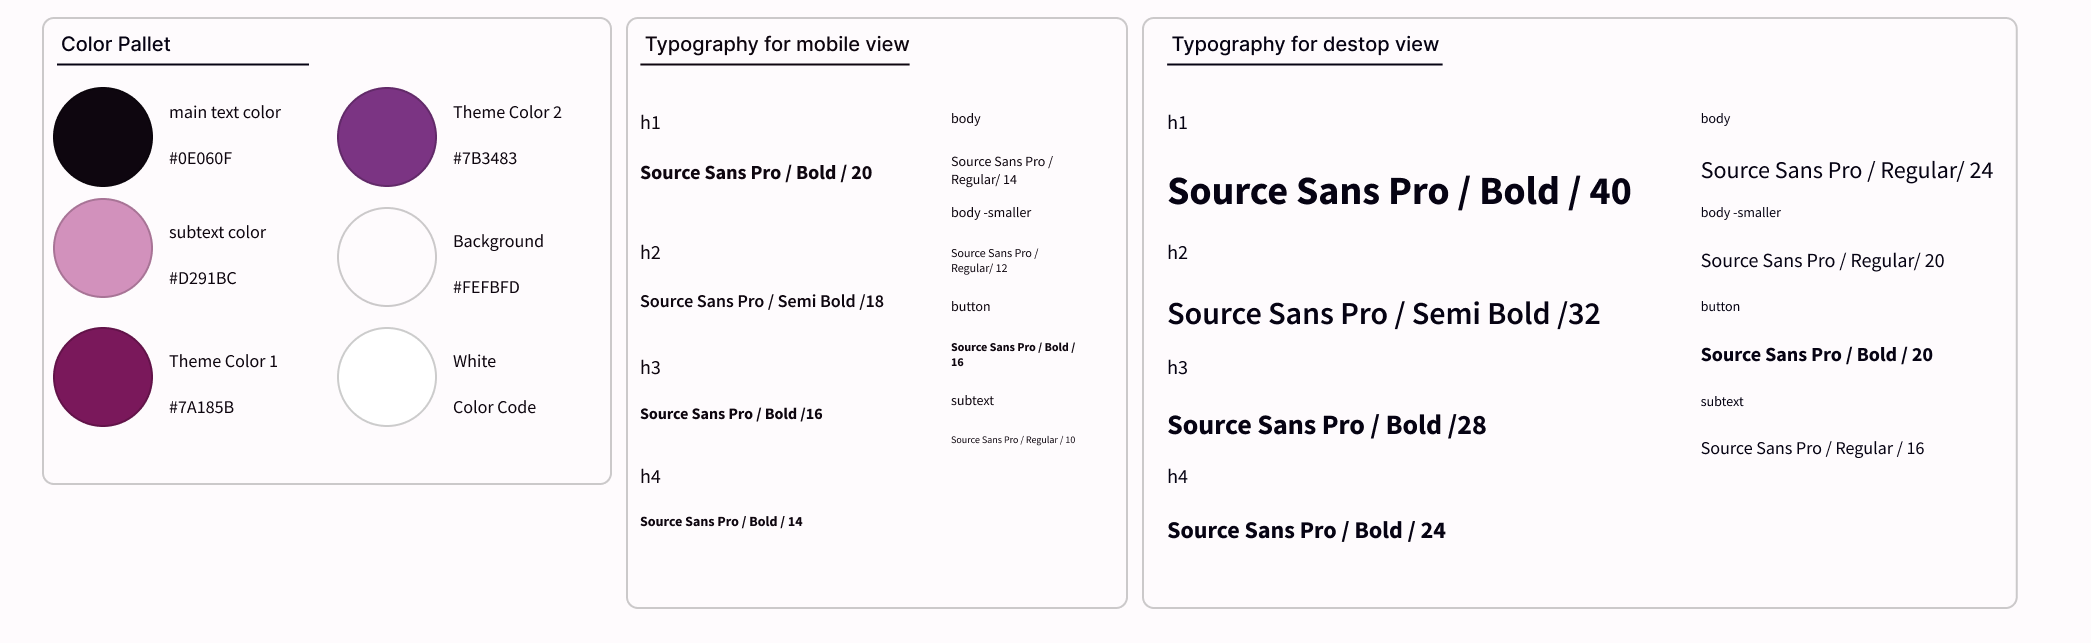 Color Pallet
main text color
#0E060F
subtext color
#D291BC
Theme Color 1
#7A185B
Theme Color 2
#7B3483
Background
#FEFBFD
White
Color Code
Typography for mobile view
h1
Source Sans Pro / Bold / 20
h2
Source Sans Pro / Semi Bold /18
h3
Source Sans Pro / Bold /16
h4
Source Sans Pro / Bold / 14
body
Source Sans Pro /
Regular/ 14
body -smaller
Source Sans Pro /
Regular/ 12
button
Source Sans Pro / Bold /
16
subtext
Source Sans Pro / Regular / 10
Typography for destop view
h1
Source Sans Pro / Bold / 40
h2
Source Sans Pro / Semi Bold /32
h3
Source Sans Pro / Bold /28
h4
Source Sans Pro / Bold / 24
body
Source Sans Pro / Regular/ 24
body -smaller
Source Sans Pro / Regular/ 20
button
Source Sans Pro / Bold / 20
subtext
Source Sans Pro / Regular / 16